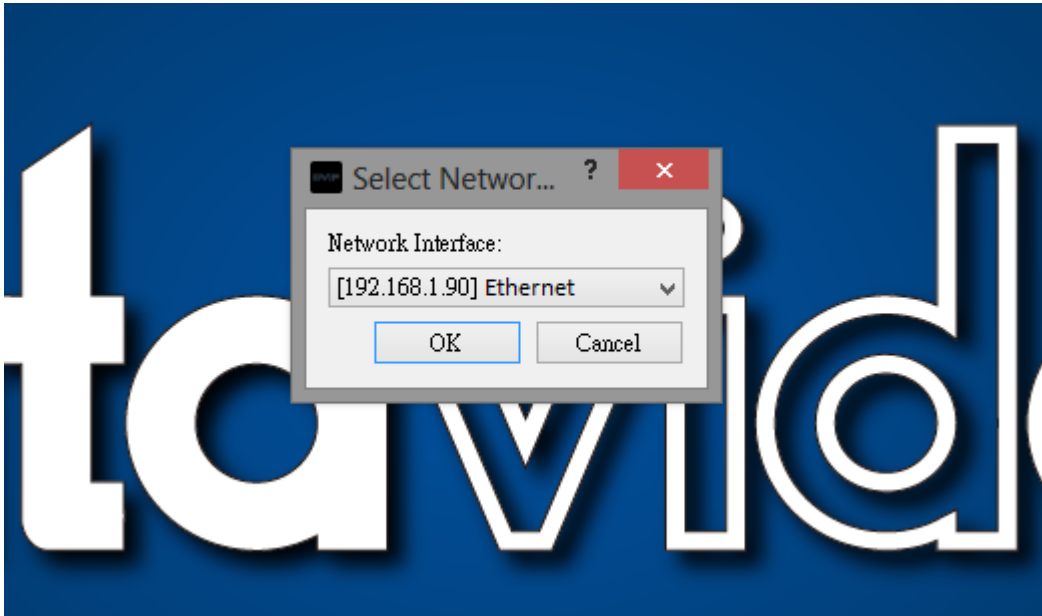 Select Networ... ?
Network Interface:
[192.168.1.90] Ethernet
OK Cancel
tavid